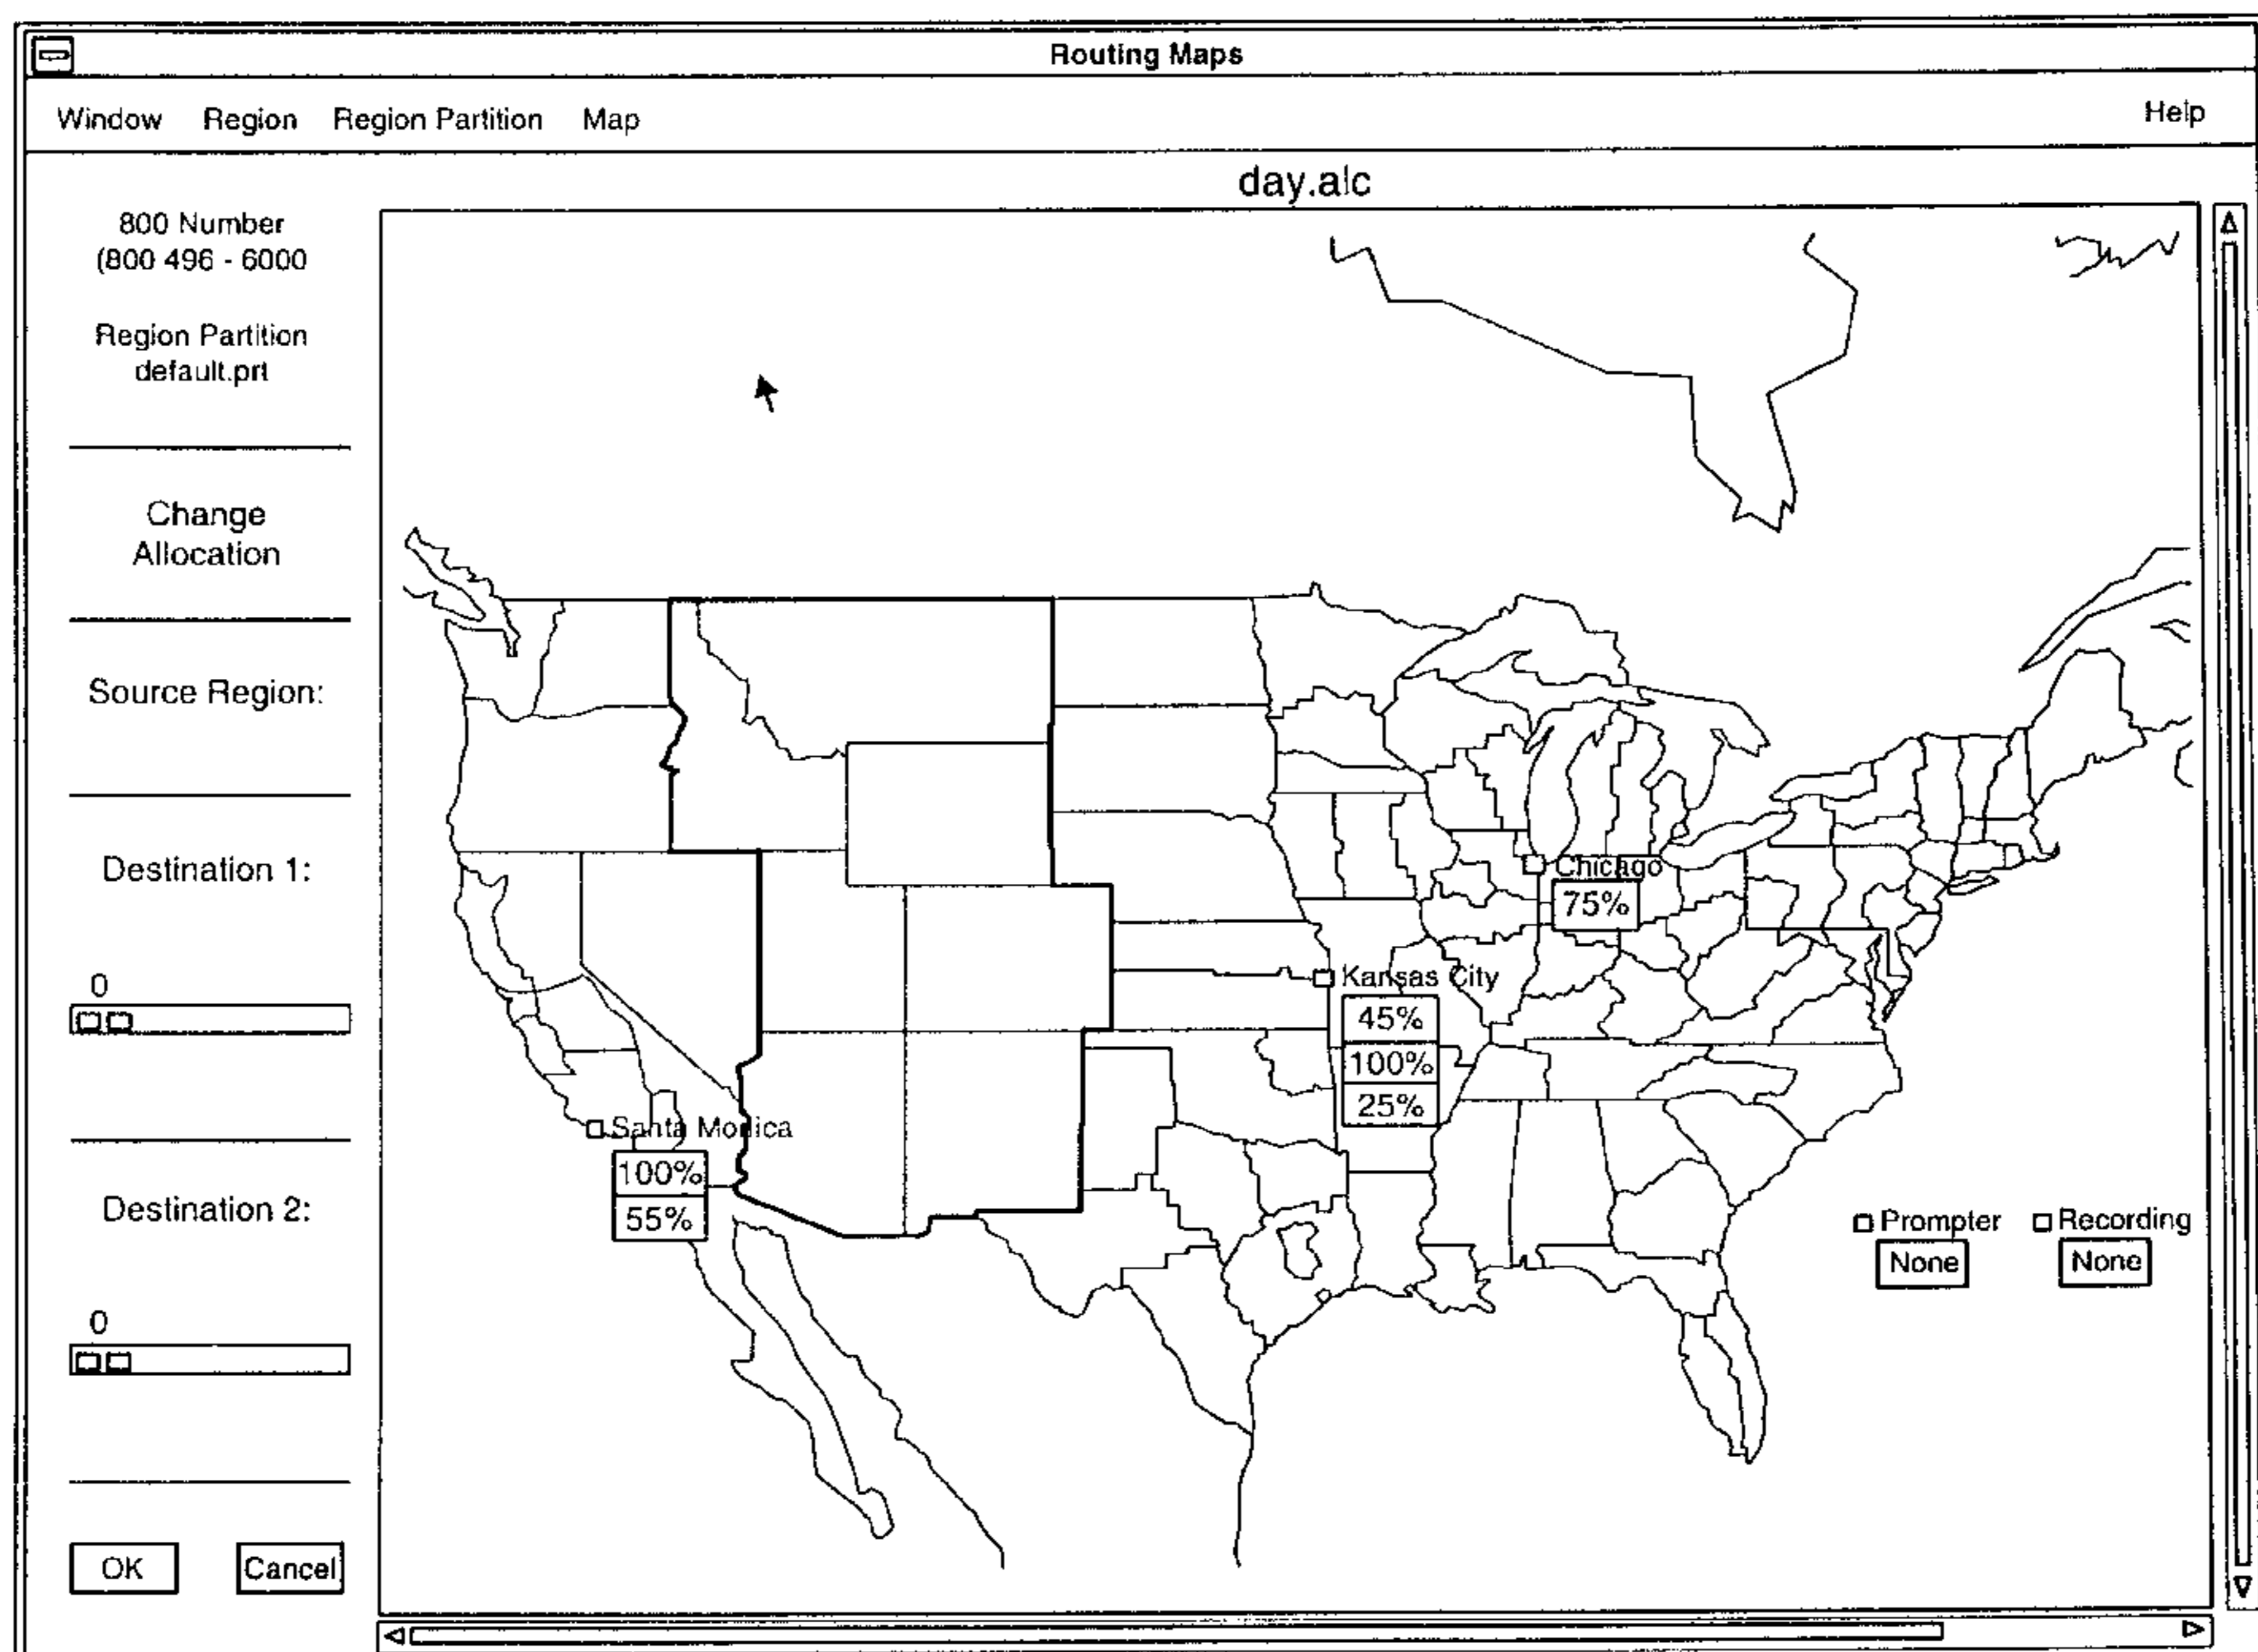 Routing Maps
Window Region Region Partition Map Help
day.alc
800 Number
(800 496 - 6000
Region Partition
default.prt
Change
Allocation
Source Region:
Destination 1:
0
Destination 2:
0
OK Cancel
Chicago
75%
Kansas City
45%
100%
25%
Santa Monica
100%
55%
Prompter Recording
None None